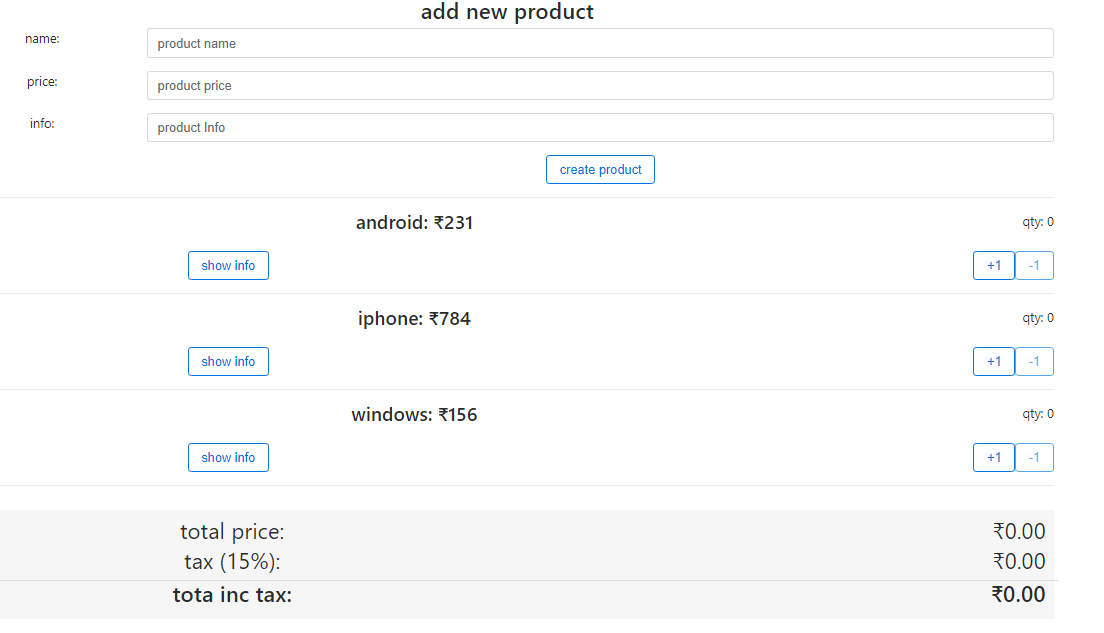 add new product
name: product name
price: product price
info: product Info
create product
android: ₹231 qty: 0
show info +1 -1
iphone: ₹784 qty: 0
show info +1 -1
windows: ₹156 qty: 0
show info +1 -1
total price: ₹0.00
tax (15%): ₹0.00
tota inc tax: ₹0.00